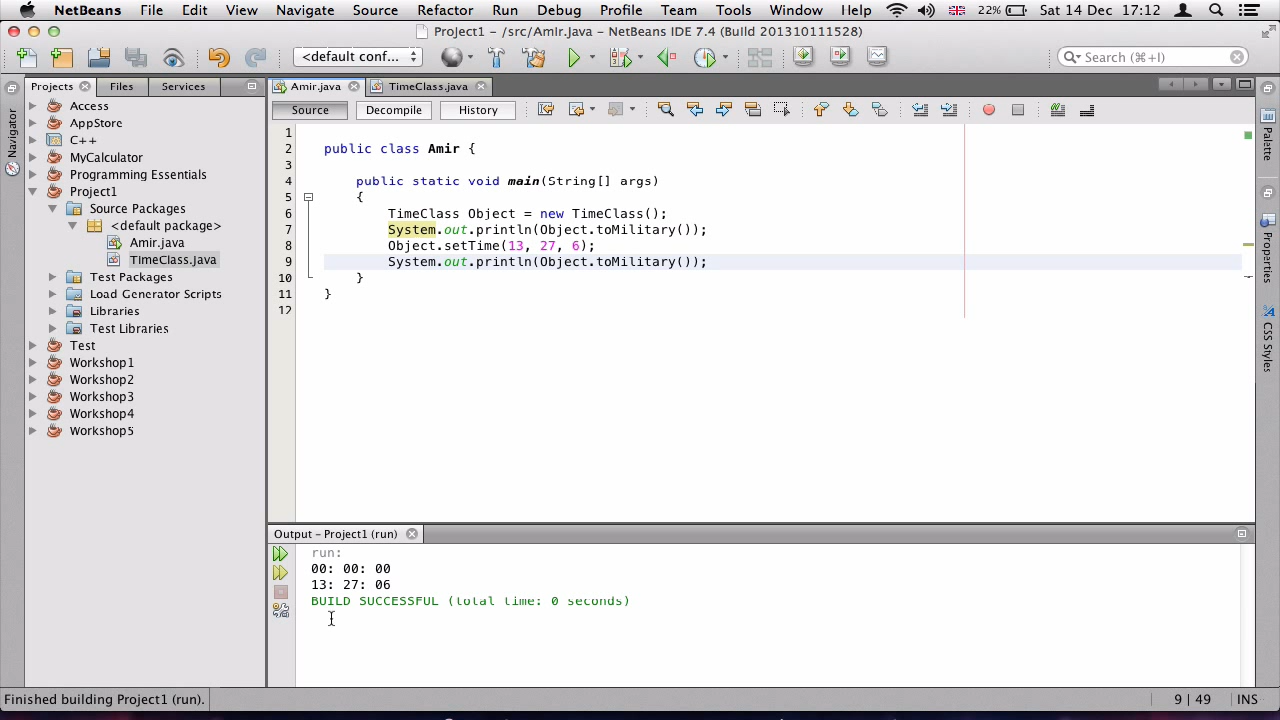 NetBeans File Edit View Navigate Source Refactor Run Debug Profile Team Tools Window Help 22% Sat 14 Dec 17:12
Project1 – /src/Amir.java – NetBeans IDE 7.4 (Build 201310111528)
<default conf...
Search (⌘+I)
Projects Files Services
Amir.java TimeClass.java
Source Decompile History
Navigator
Access
AppStore
C++
MyCalculator
Programming Essentials
Project1
Source Packages
<default package>
Amir.java
TimeClass.java
Test Packages
Load Generator Scripts
Libraries
Test Libraries
Test
Workshop1
Workshop2
Workshop3
Workshop4
Workshop5
1
2 public class Amir {
3
4 public static void main(String[] args)
5 {
6 TimeClass Object = new TimeClass();
7 System.out.println(Object.toMilitary());
8 Object.setTime(13, 27, 6);
9 System.out.println(Object.toMilitary());
10 }
11 }
12
Palette
Properties
CSS Styles
Output – Project1 (run)
run:
00: 00: 00
13: 27: 06
BUILD SUCCESSFUL (total time: 0 seconds)
Finished building Project1 (run).
9 | 49 INS